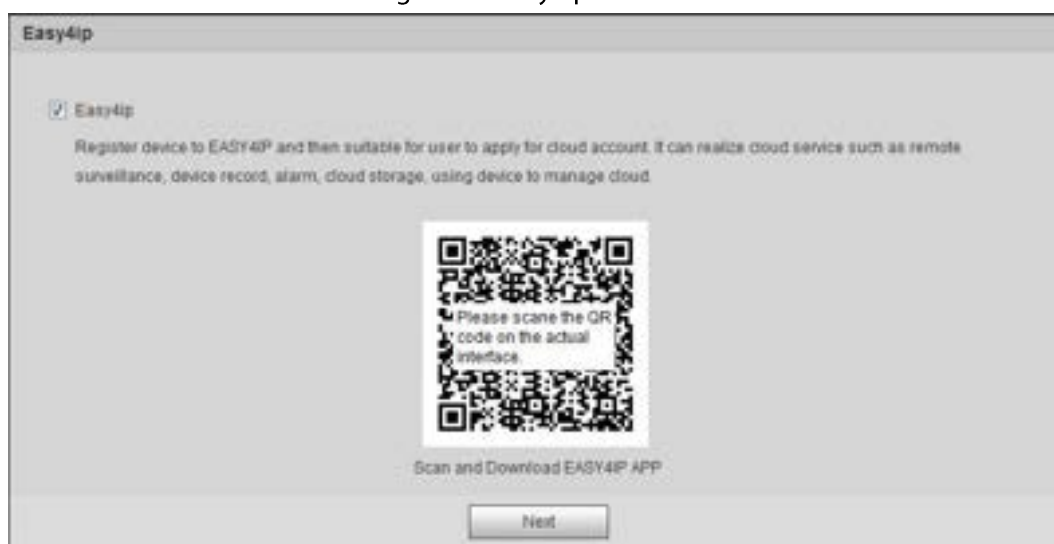 Easy4ip
Easy4ip
Register device to EASY4IP and then suitable for user to apply for cloud account. It can realize cloud service such as remote
surveillance, device record, alarm, cloud storage, using device to manage cloud.
Please scane the QR
code on the actual
interface.
Scan and Download EASY4IP APP
Next